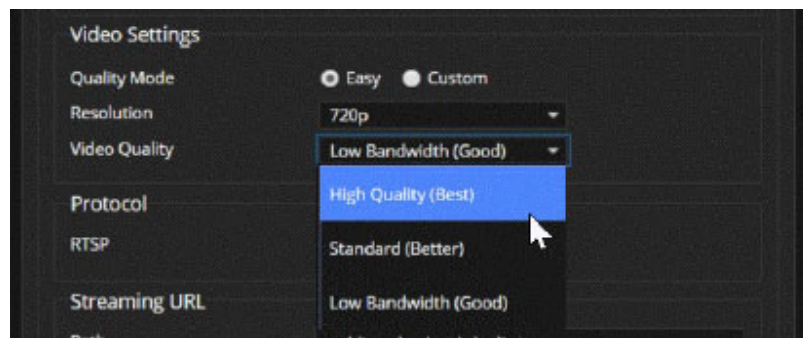 Video Settings
Quality Mode Easy Custom
Resolution 720p
Video Quality Low Bandwidth (Good)
High Quality (Best)
Protocol
RTSP Standard (Better)
Streaming URL Low Bandwidth (Good)